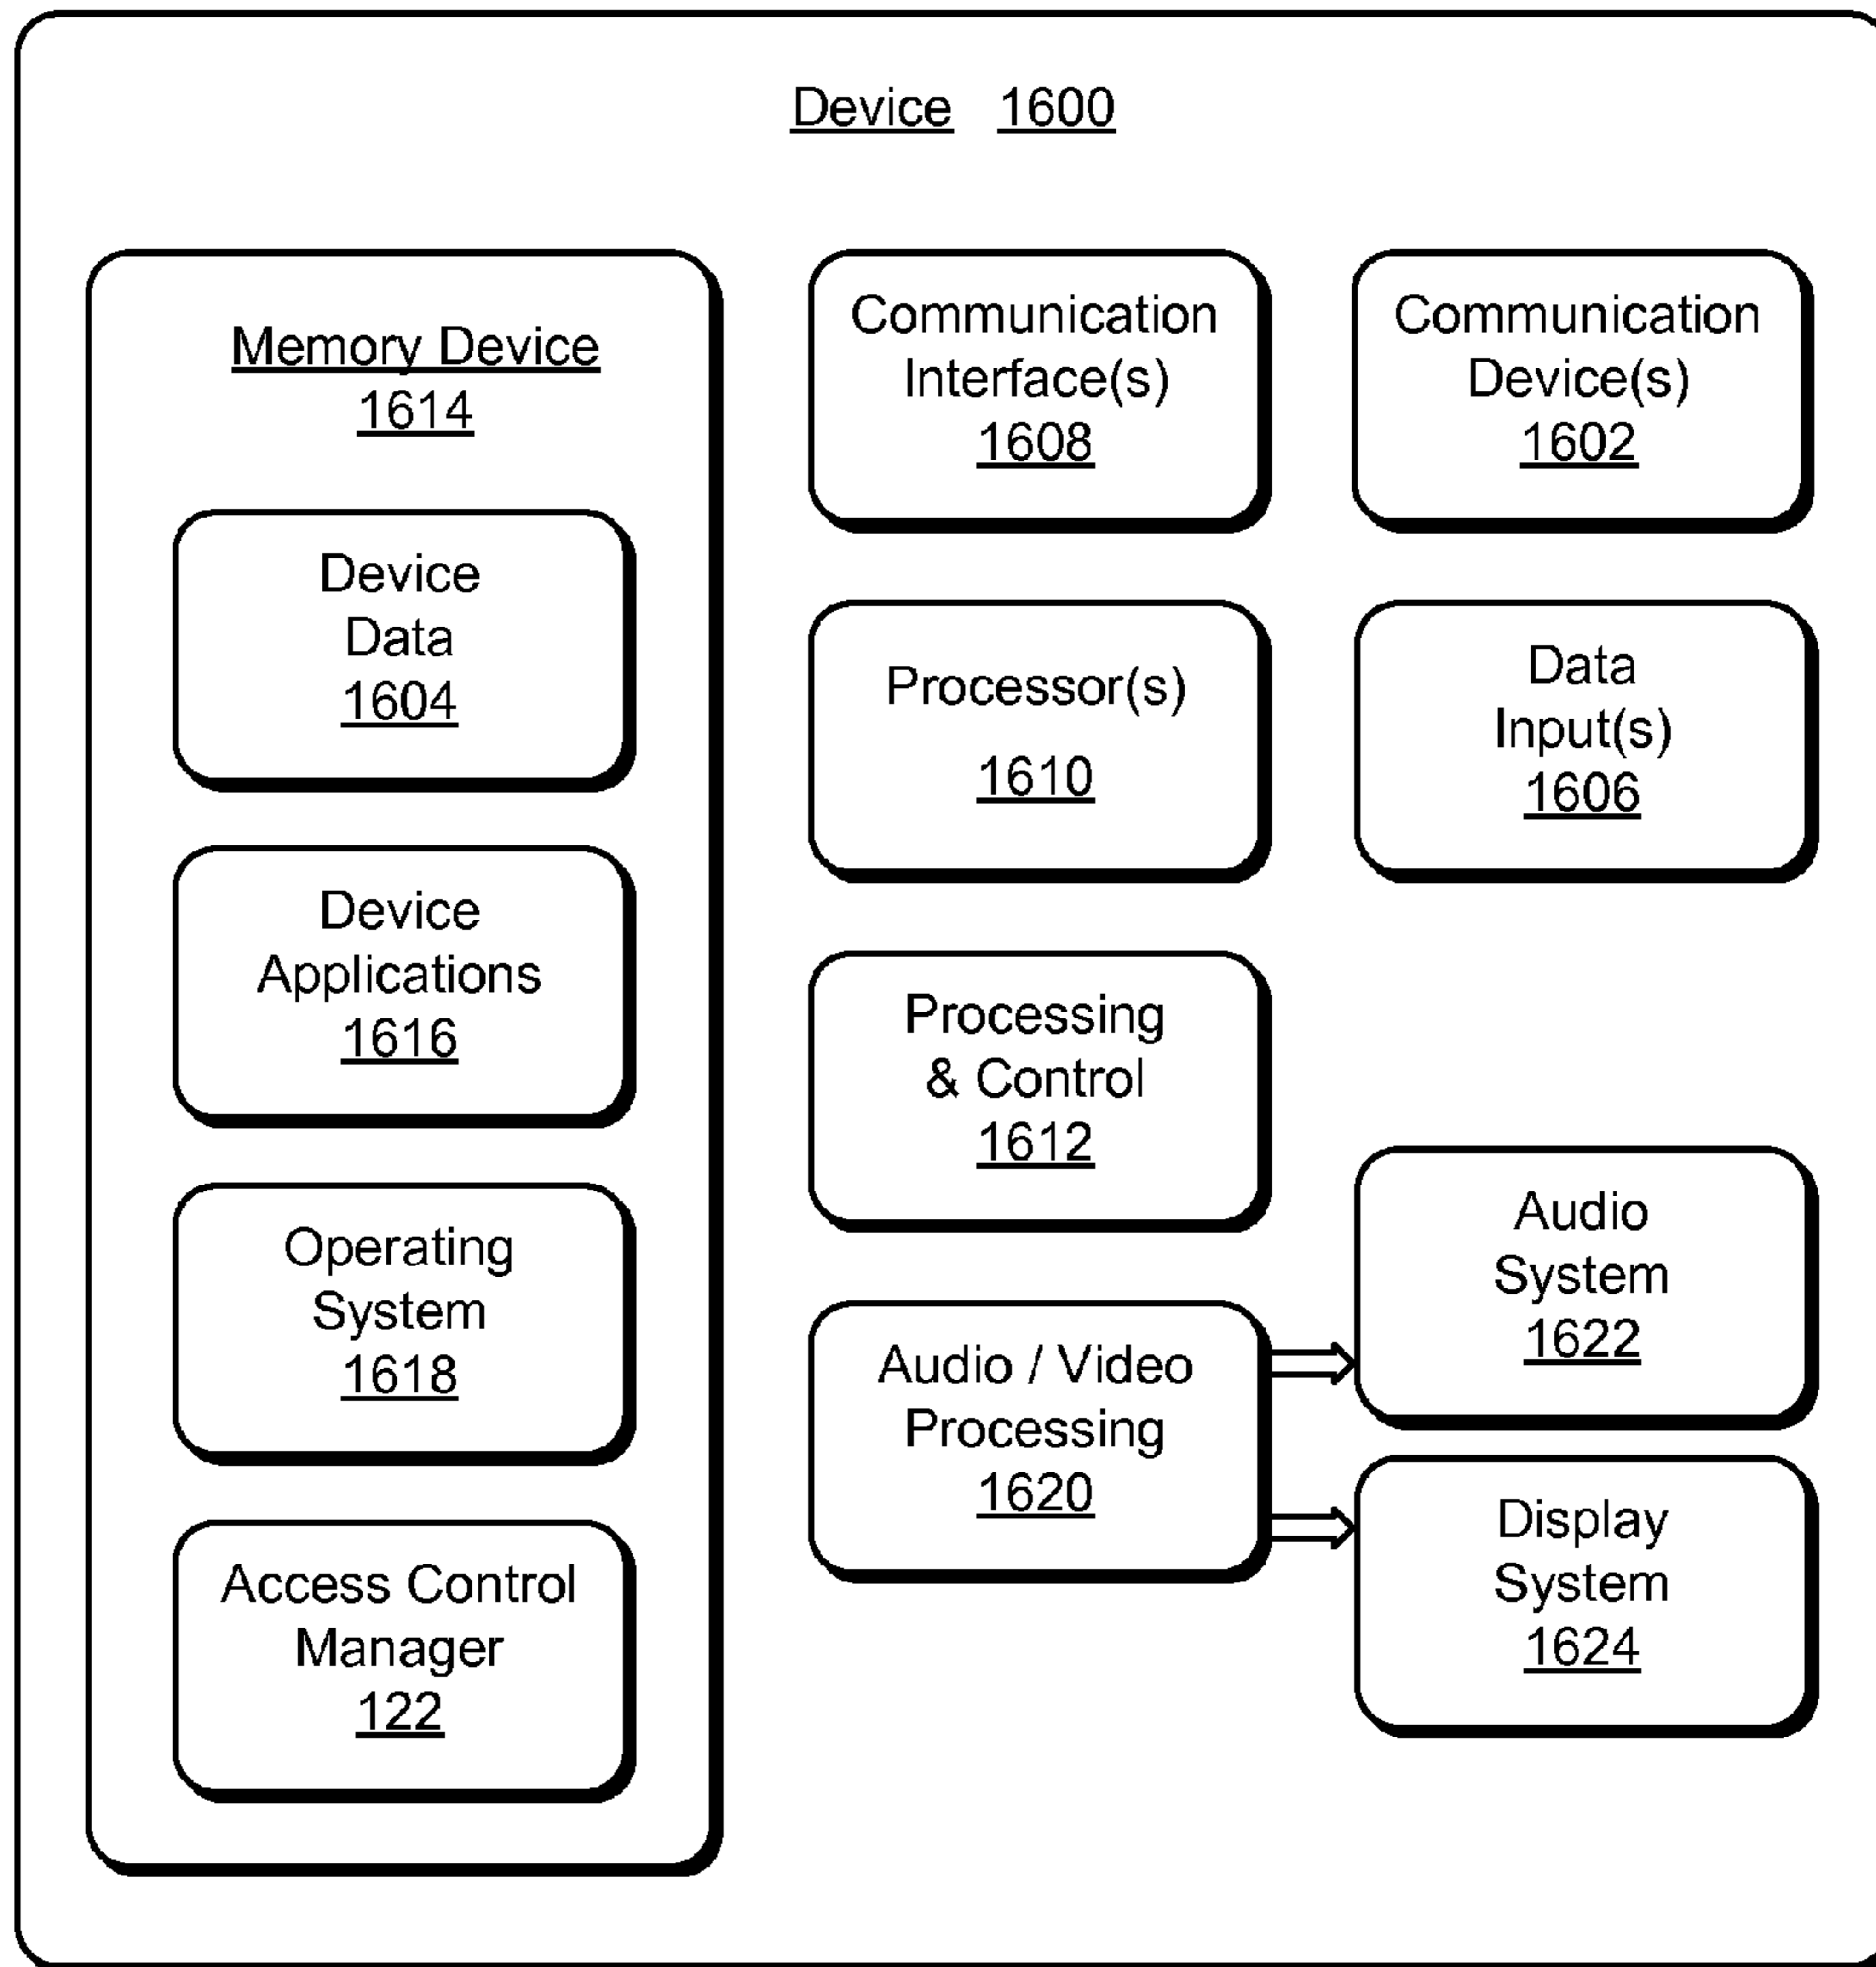 Device 1600
Memory Device
1614
Device
Data
1604
Device
Applications
1616
Operating
System
1618
Access Control
Manager
122
Communication
Interface(s)
1608
Communication
Device(s)
1602
Processor(s)
1610
Data
Input(s)
1606
Processing
& Control
1612
Audio / Video
Processing
1620
Audio
System
1622
Display
System
1624